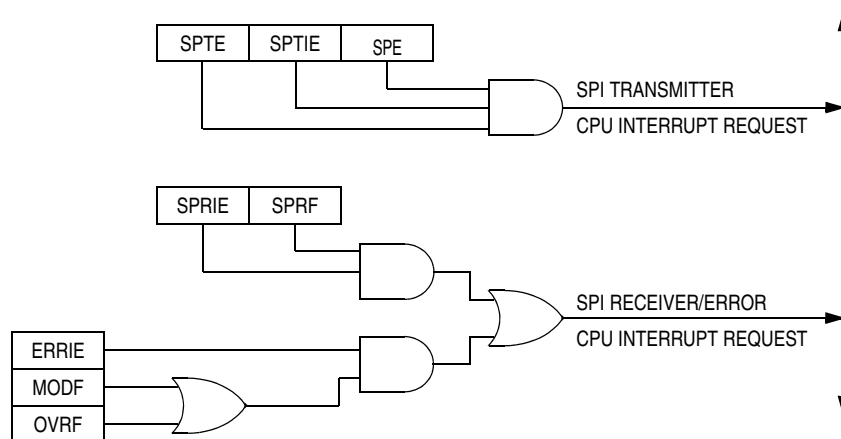 SPTE SPTIE SPE
SPI TRANSMITTER
CPU INTERRUPT REQUEST
SPRIE SPRF
SPI RECEIVER/ERROR
CPU INTERRUPT REQUEST
ERRIE
MODF
OVRF